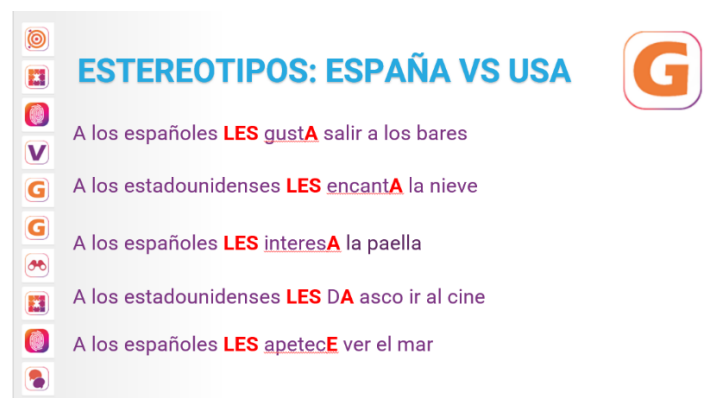 ESTEREOTIPOS: ESPAÑA VS USA
G
A los españoles LES gustA salir a los bares
V
A los estadounidenses LES encantA la nieve
G
G
A los españoles LES interesA la paella
A los estadounidenses LES DA asco ir al cine
A los españoles LES apetecE ver el mar